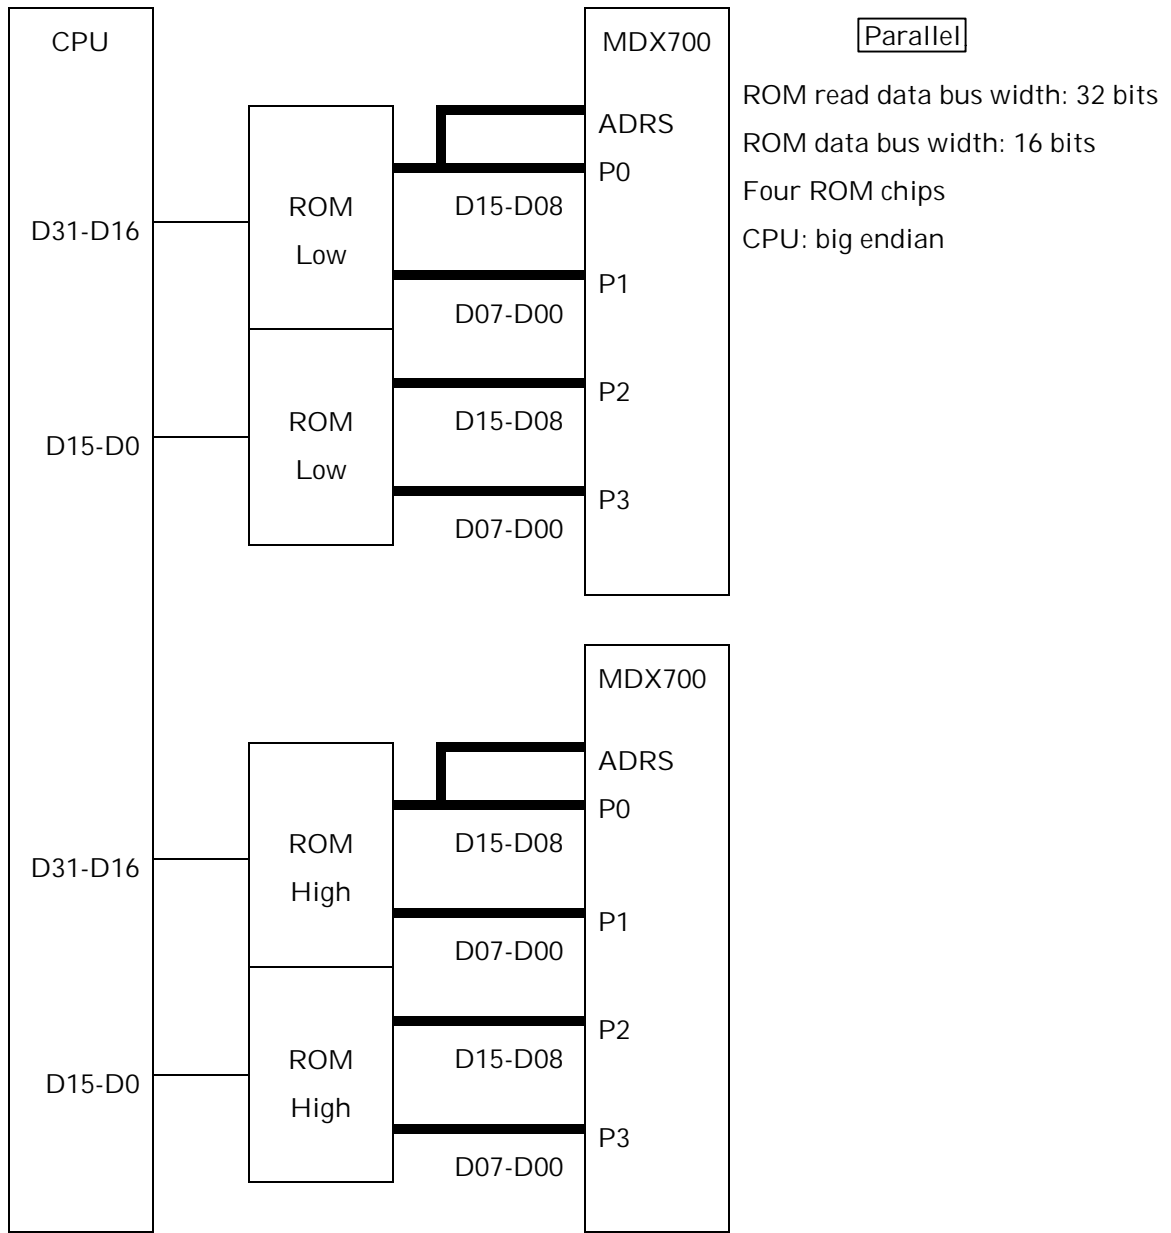 CPU
MDX700
Parallel
ROM read data bus width: 32 bits
ADRS
ROM data bus width: 16 bits
P0
Four ROM chips
ROM
Low
D15-D08
D31-D16
CPU: big endian
P1
D07-D00
P2
ROM
Low
D15-D08
D15-D0
P3
D07-D00
MDX700
ADRS
P0
ROM
High
D15-D08
D31-D16
P1
D07-D00
P2
ROM
High
D15-D08
D15-D0
P3
D07-D00